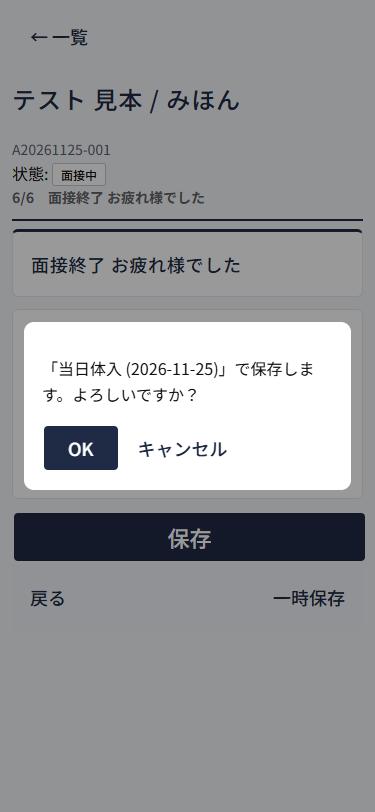 ← 一覧
テスト 見本 / みほん
A20261125-001
状態: 面接中
6/6 面接終了 お疲れ様でした
面接終了 お疲れ様でした
「当日体入 (2026-11-25)」で保存しま
す。よろしいですか？
OK キャンセル
保存
戻る 一時保存